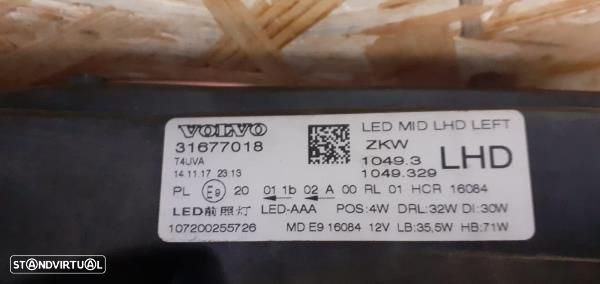 VOLVO
31677018
T4UVA
14.11.17 23:13
LED MID LHD LEFT
ZKW
1049.3
1049.329
LHD
PL E9 20 01 1b 02 A 00 RL 01 HCR 16084
LED前照灯 LED-AAA POS:4W DRL:32W DI:30W
107200255726 MD E9 16084 12V LB:35,5W HB:71W
STANDVIRTUAL